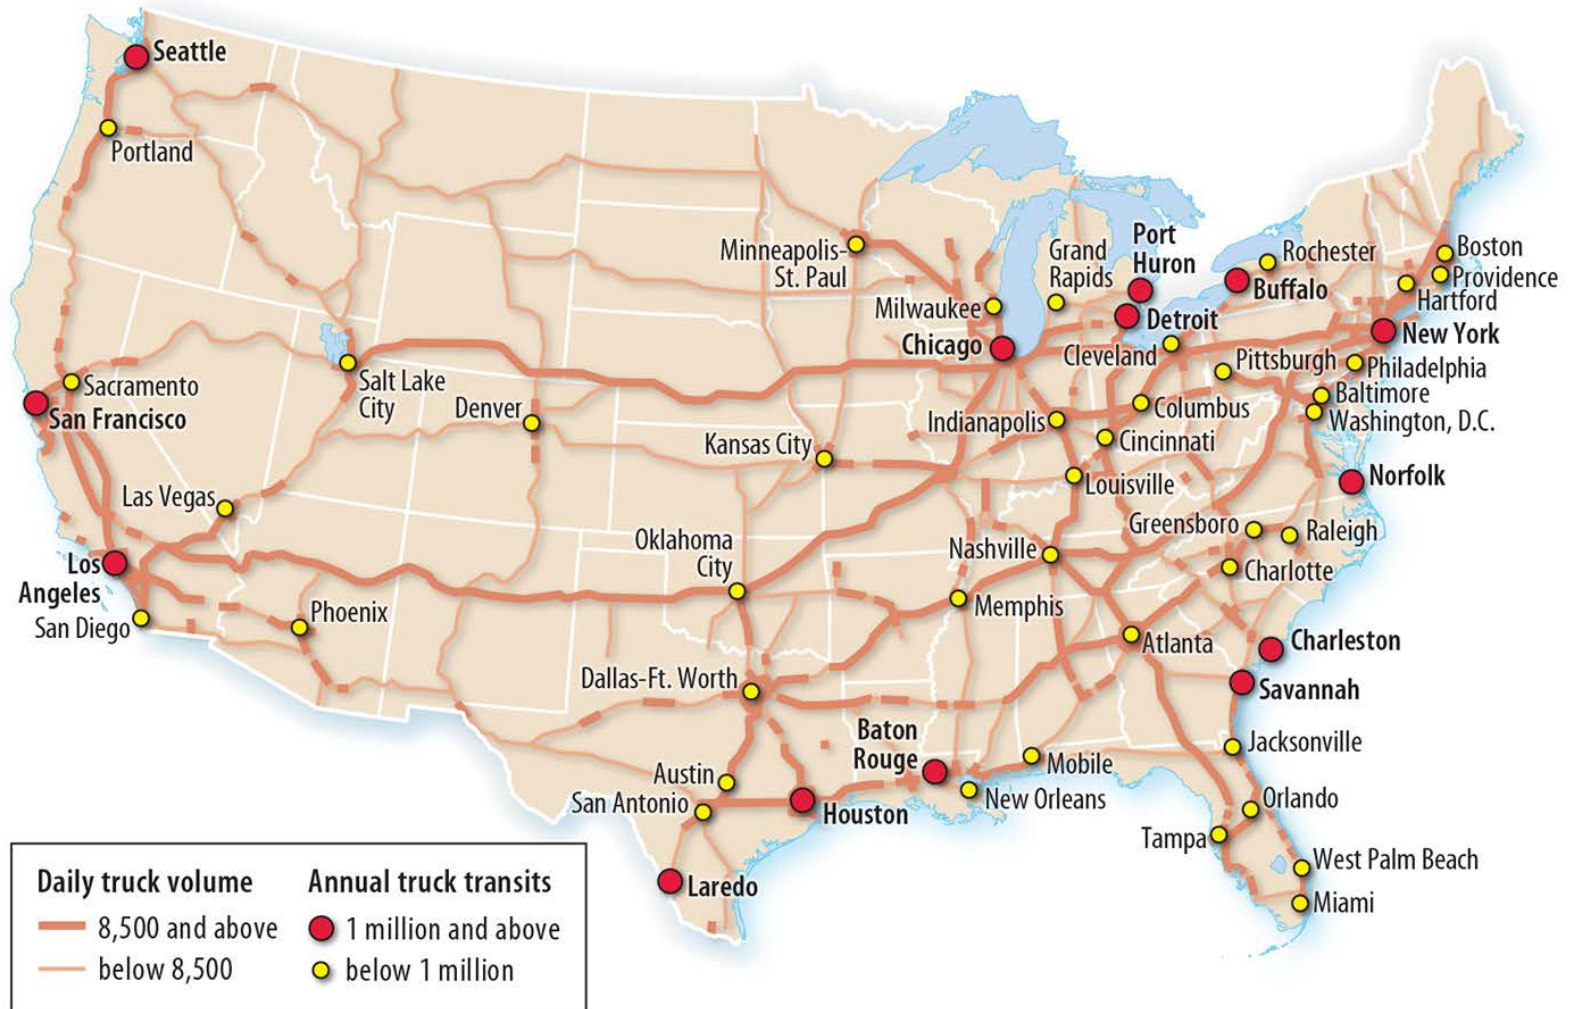 Seattle
Portland
Minneapolis-
St. Paul
Grand
Rapids
Port
Huron
Rochester
Boston
Providence
Hartford
Buffalo
Milwaukee
Detroit
New York
Chicago
Cleveland
Pittsburgh
Philadelphia
Baltimore
Washington, D.C.
Sacramento
San Francisco
Salt Lake
City
Denver
Indianapolis
Columbus
Cincinnati
Kansas City
Louisville
Norfolk
Las Vegas
Greensboro
Raleigh
Oklahoma
City
Nashville
Charlotte
Los
Angeles
San Diego
Phoenix
Memphis
Atlanta
Charleston
Savannah
Dallas-Ft. Worth
Baton
Rouge
Jacksonville
Austin
Mobile
San Antonio
New Orleans
Houston
Orlando
Tampa
West Palm Beach
Miami
Laredo
Daily truck volume
8,500 and above
below 8,500
Annual truck transits
1 million and above
below 1 million